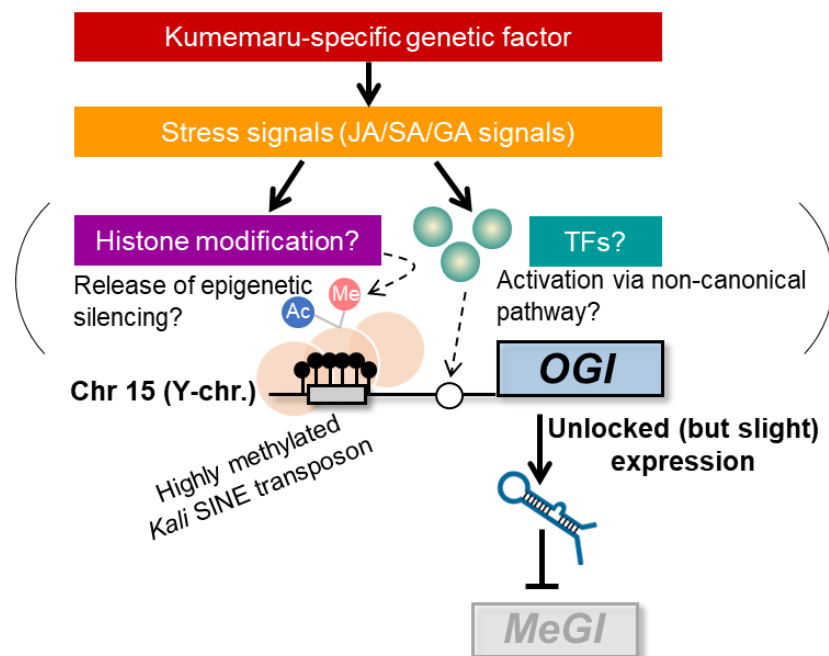 Kumemaru-specific genetic factor
Stress signals (JA/SA/GA signals)
Histone modification?
TFs?
Release of epigenetic
silencing?
Activation via non-canonical
pathway?
Ac
Me
Chr 15 (Y-chr.)
OGI
Highly methylated
Kali SINE transposon
Unlocked (but slight)
expression
MeGI